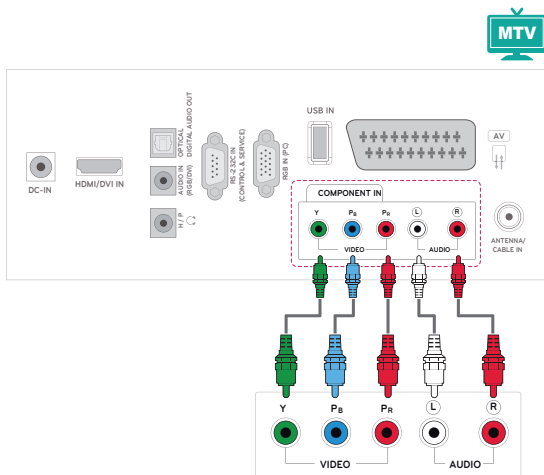 MTV
USB IN
AV
DC-IN
HDMI/DVI IN
OPTICAL
DIGITAL AUDIO OUT
AUDIO IN
(RGB/DVI)
H / P
RS-232C IN
(CONTROL & SERVICE)
RGB IN (PC)
COMPONENT IN
Y PB PR L R
VIDEO AUDIO
ANTENNA/
CABLE IN
Y PB PR L R
VIDEO AUDIO